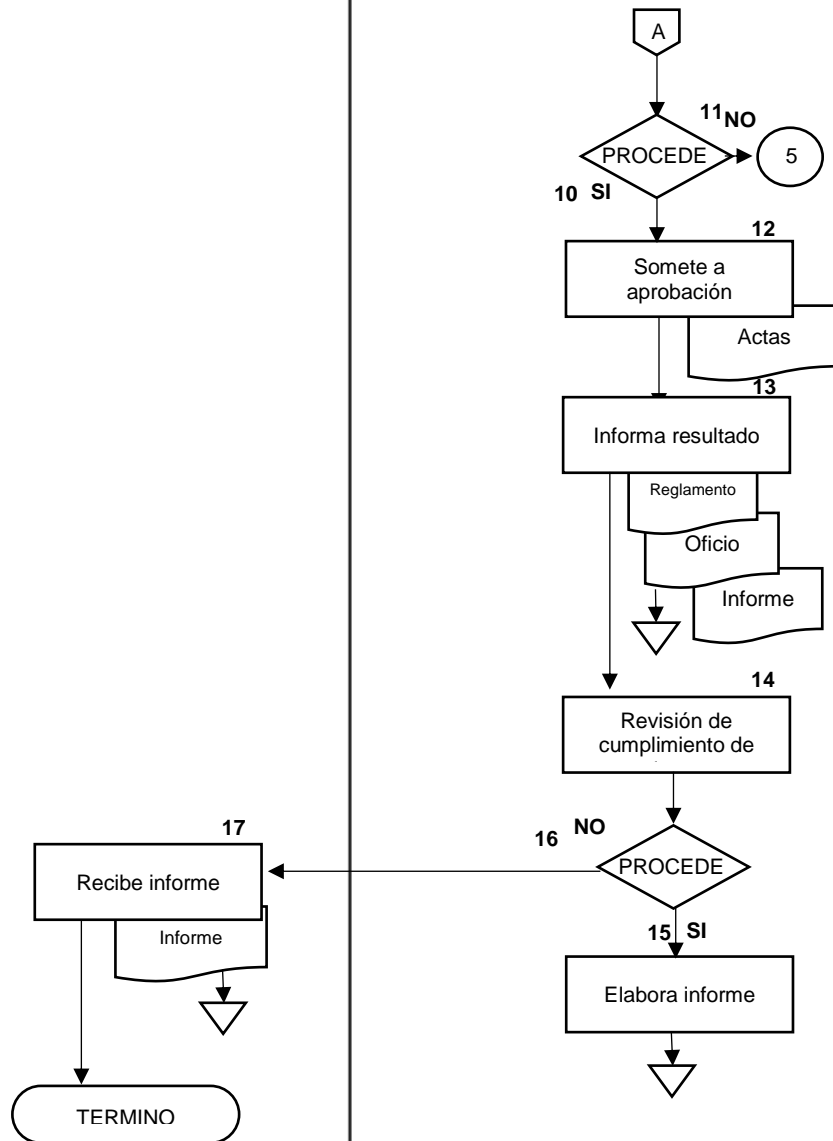 A
11 NO
PROCEDE
5
10 SI
12
Somete a
aprobación
Actas
13
Informa resultado
Reglamento
Oficio
Informe
14
Revisión de
cumplimiento de
16 NO
PROCEDE
17
Recibe informe
Informe
15 SI
Elabora informe
TERMINO